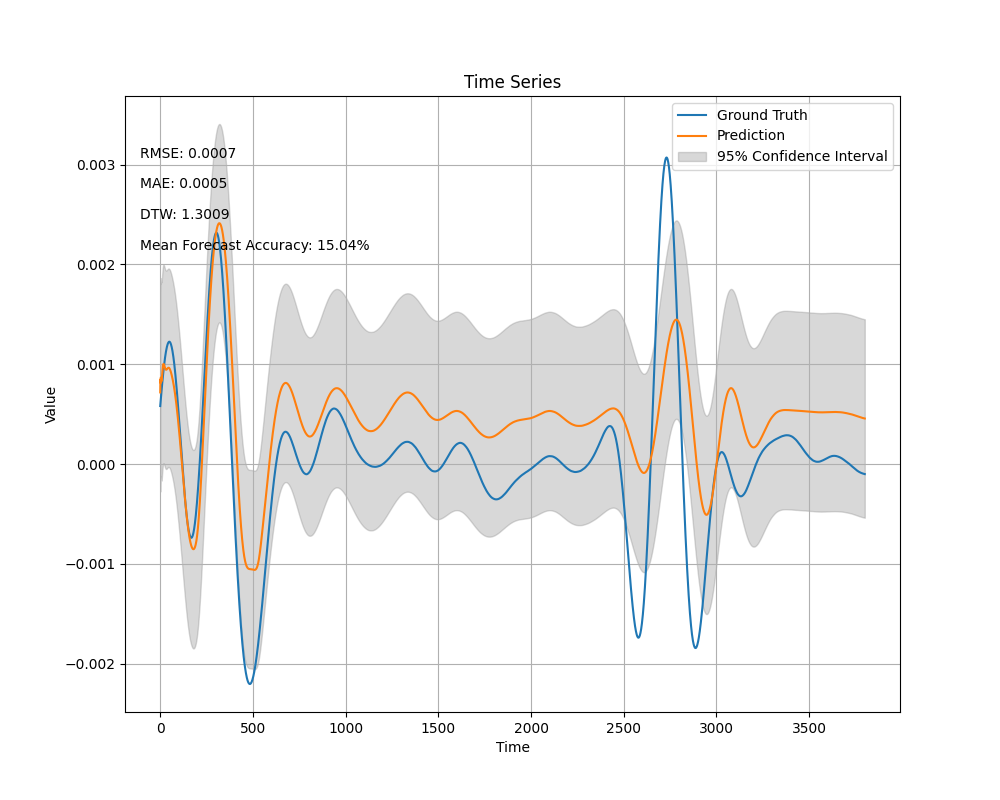 Time Series
Ground Truth
Prediction
95% Confidence Interval
RMSE: 0.0007
MAE: 0.0005
DTW: 1.3009
Mean Forecast Accuracy: 15.04%
Value
0.003
0.002
0.001
0.000
−0.001
−0.002
0 500 1000 1500 2000 2500 3000 3500
Time